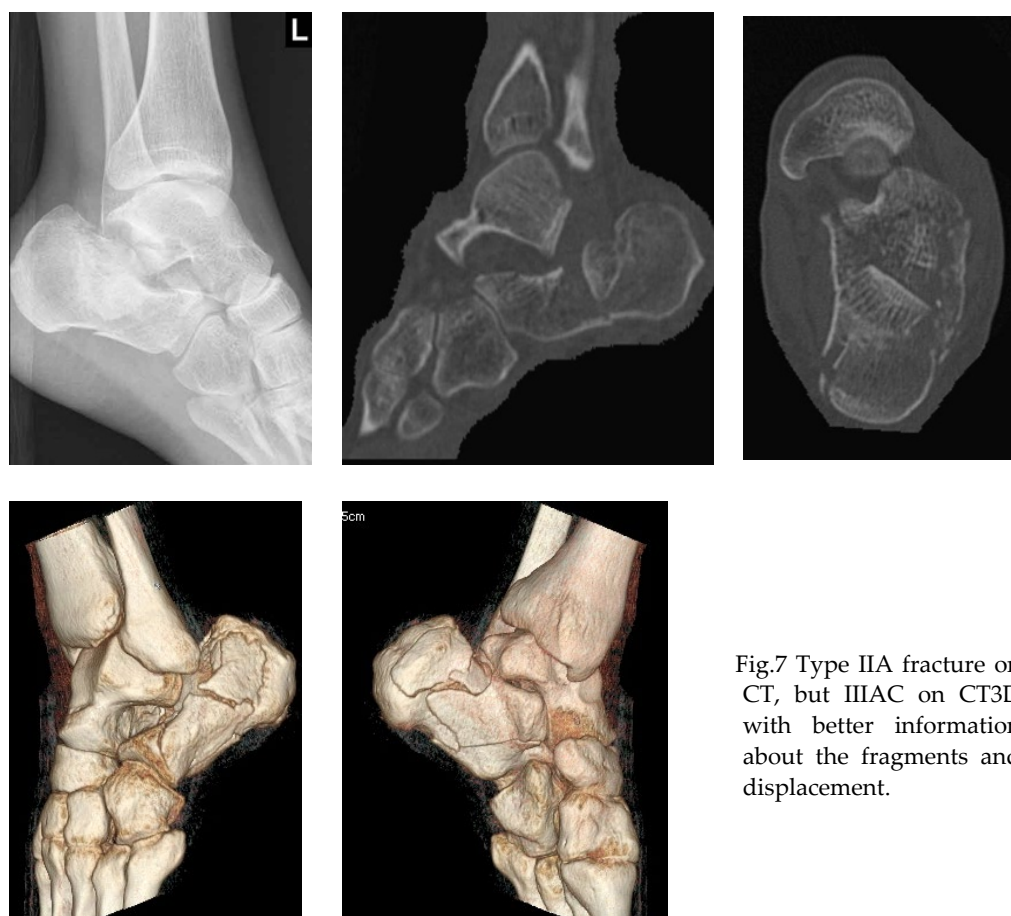 L
5cm
Fig.7 Type IIA fracture on
CT, but IIIAC on CT3D
with better information
about the fragments and
displacement.